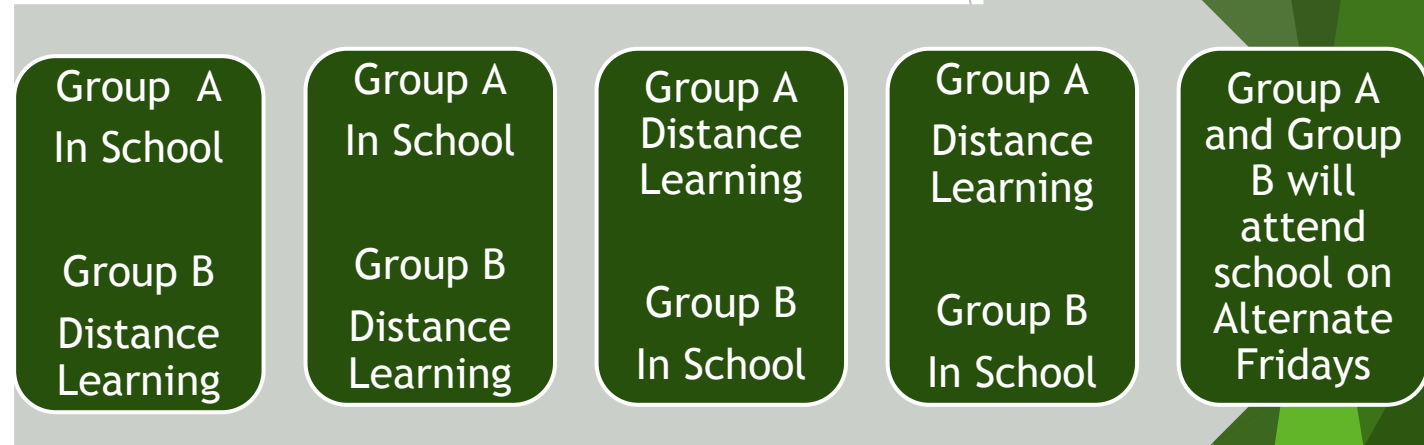 Group A
In School
Group B
Distance
Learning
Group A
In School
Group B
Distance
Learning
Group A
Distance
Learning
Group B
In School
Group A
Distance
Learning
Group B
In School
Group A
and Group
B will
attend
school on
Alternate
Fridays